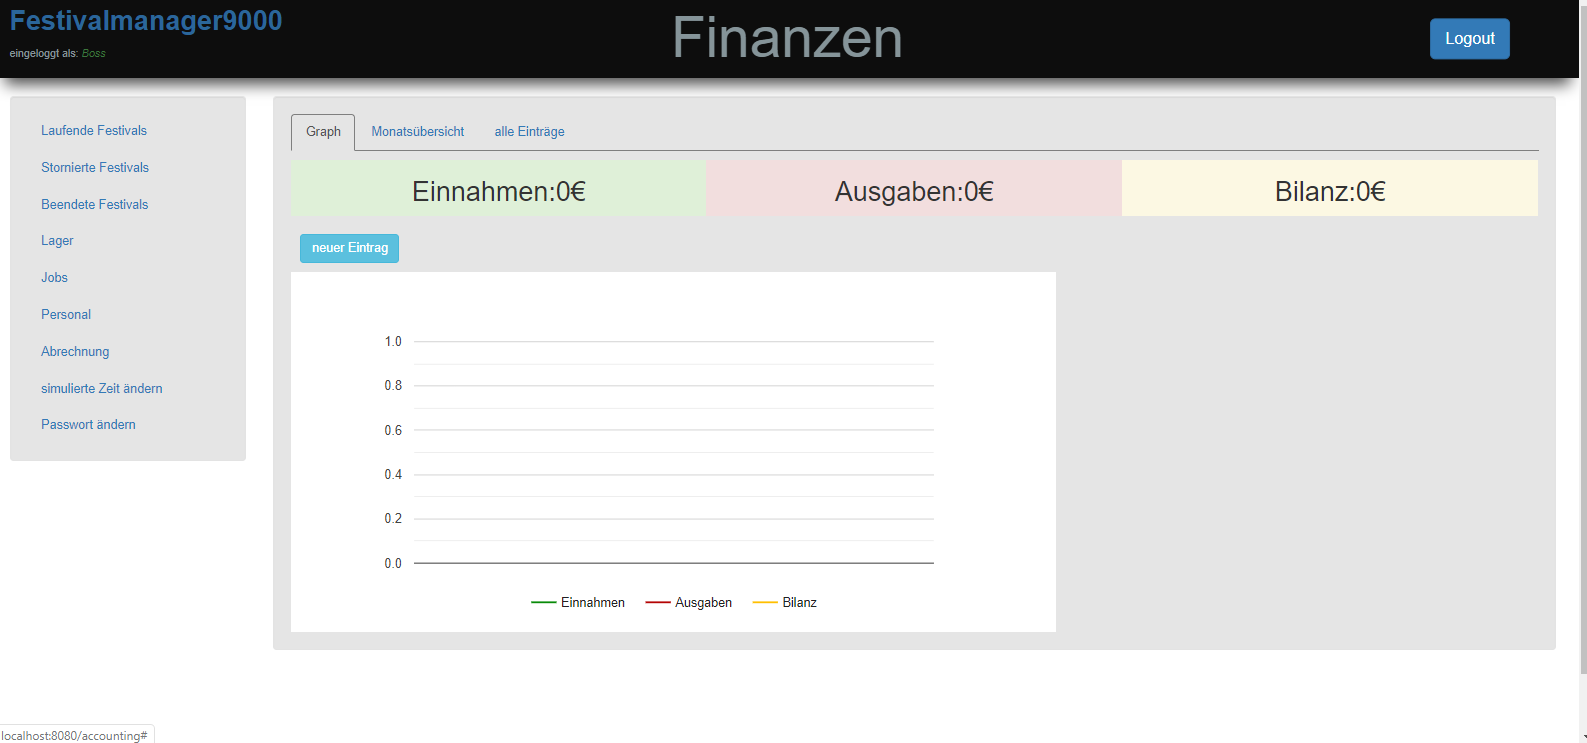 Festivalmanager9000
eingeloggt als: Boss
Finanzen
Logout
Laufende Festivals
Stornierte Festivals
Beendete Festivals
Lager
Jobs
Personal
Abrechnung
simulierte Zeit ändern
Passwort ändern
Graph Monatsübersicht alle Einträge
Einnahmen:0€ Ausgaben:0€ Bilanz:0€
neuer Eintrag
1.0
0.8
0.6
0.4
0.2
0.0
Einnahmen Ausgaben Bilanz
localhost:8080/accounting#